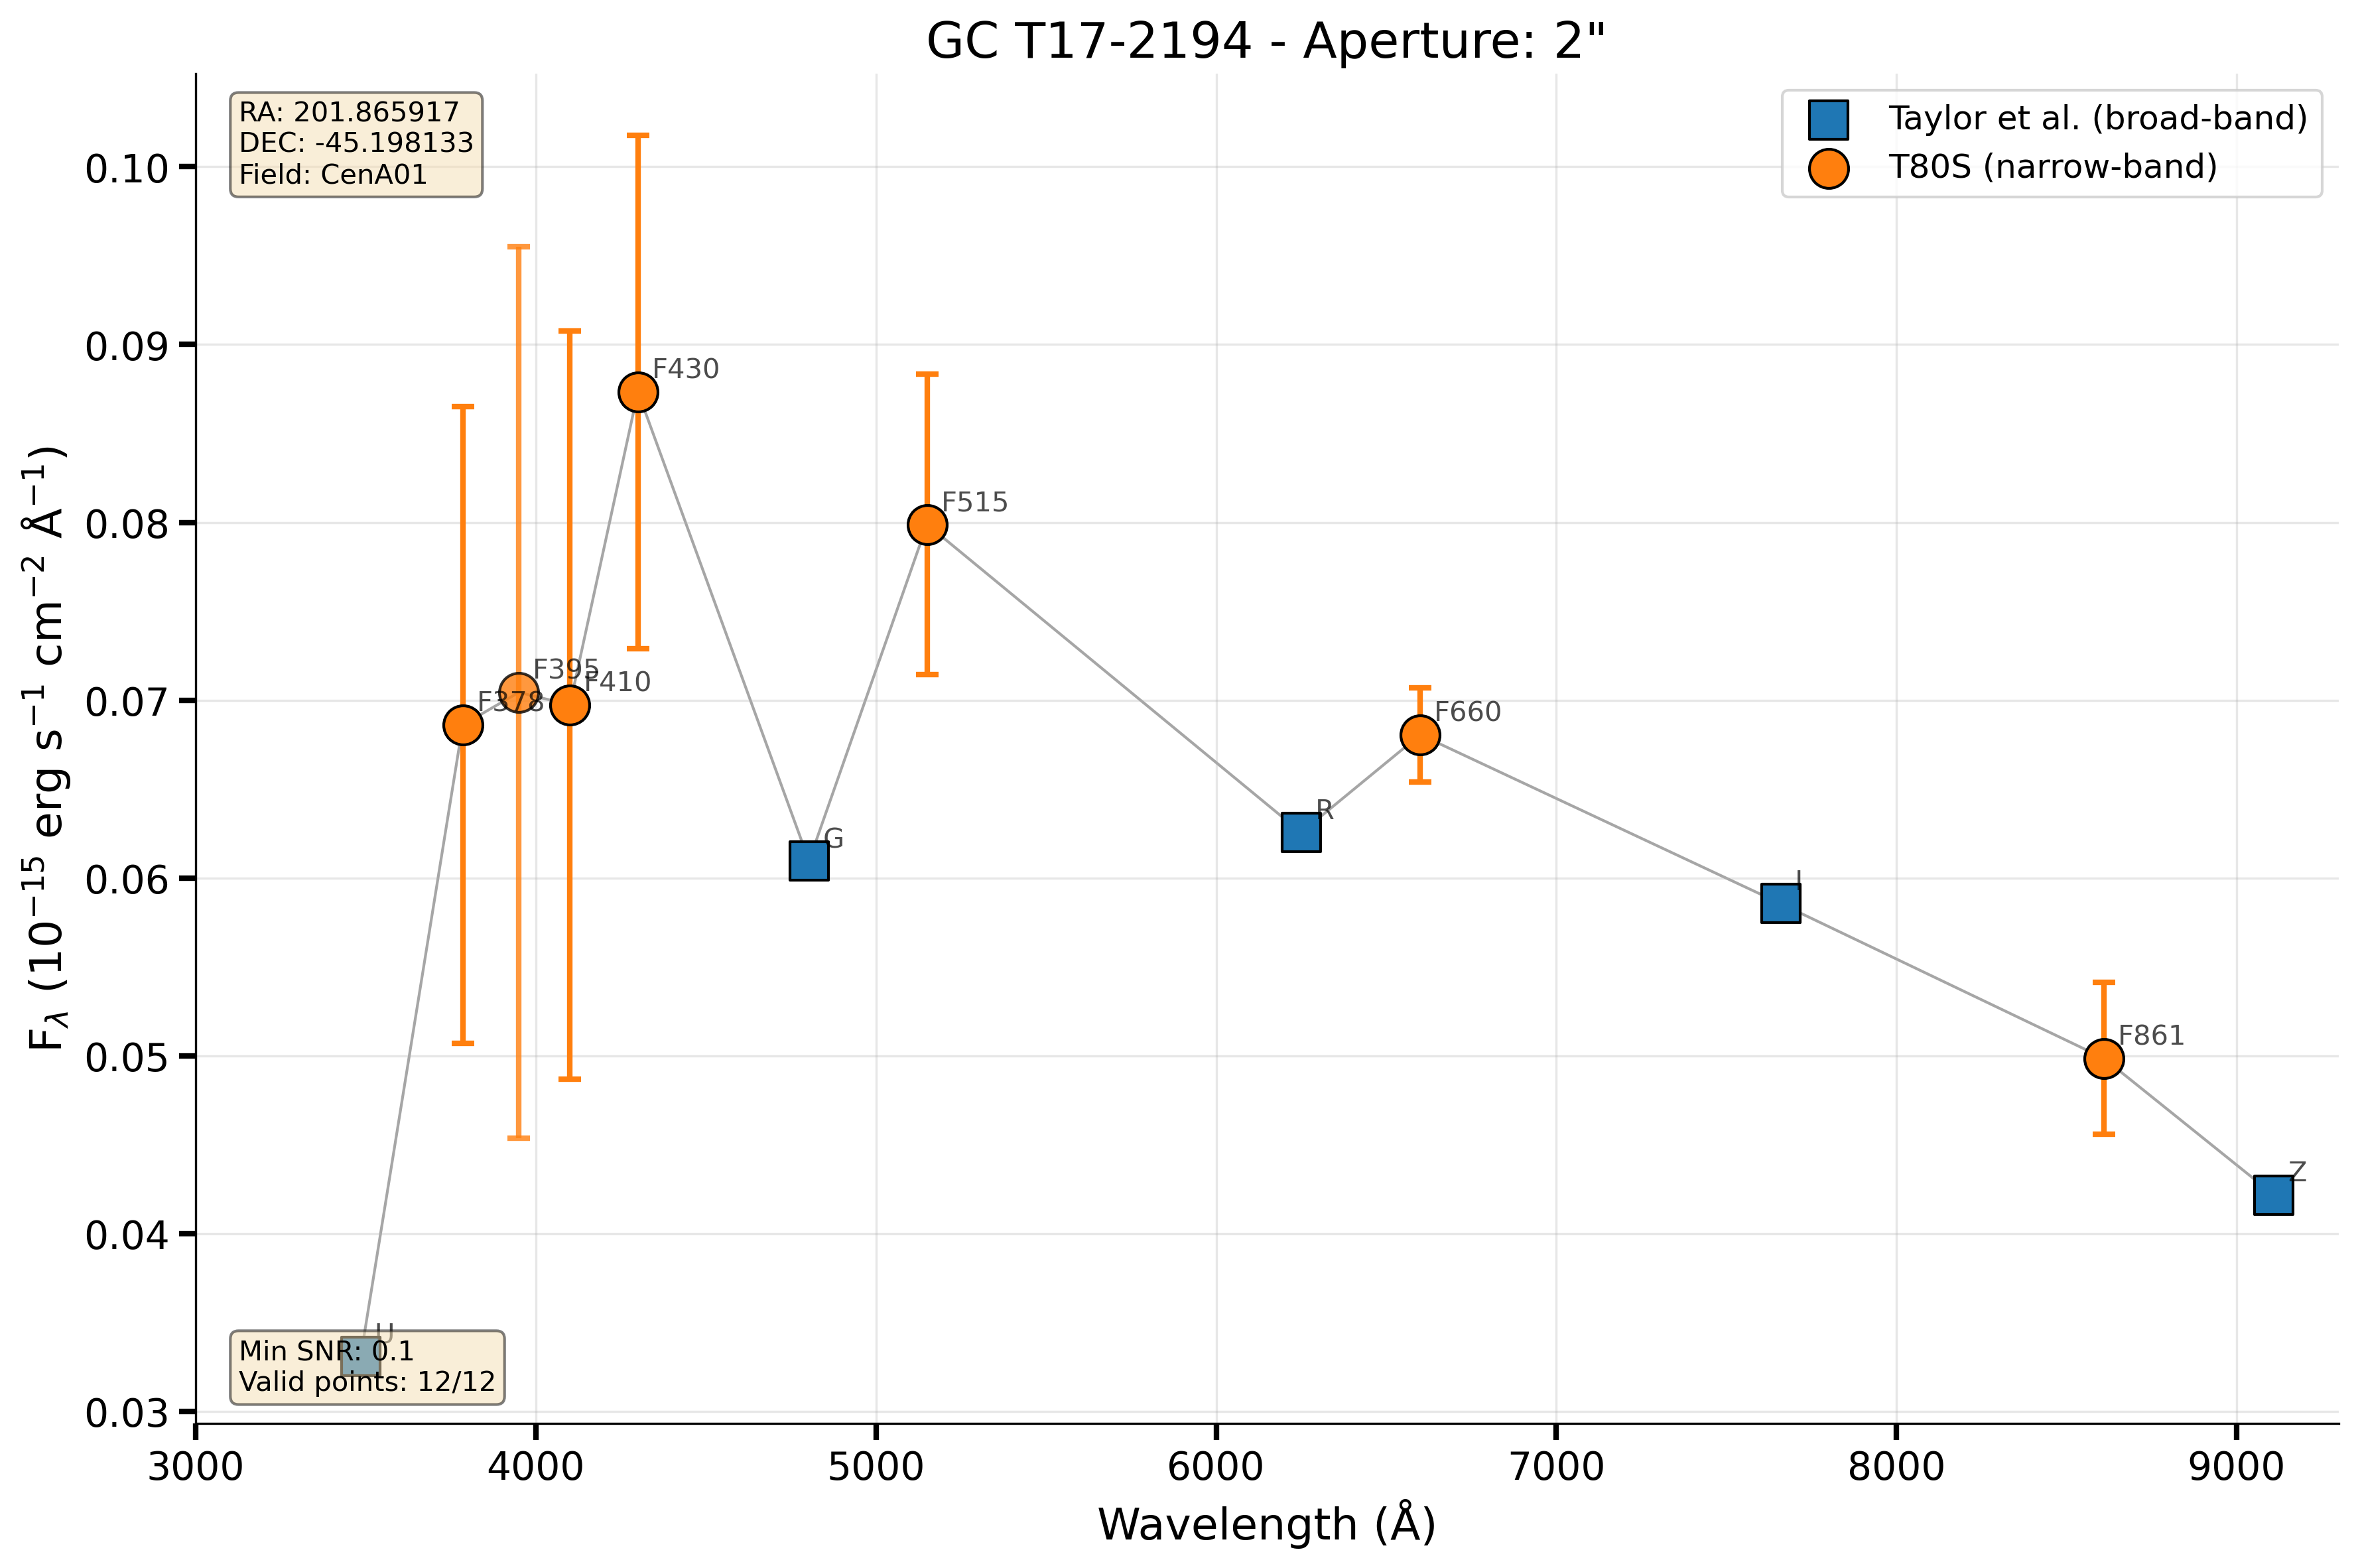 GC T17-2194 - Aperture: 2"
RA: 201.865917
DEC: -45.198133
Field: CenA01
Taylor et al. (broad-band)
T80S (narrow-band)
0.10
0.09
0.08
0.07
0.06
0.05
0.04
0.03
F_λ (10⁻¹⁵ erg s⁻¹ cm⁻² Å⁻¹)
F430
F515
F395
F410
F378
F660
R
G
I
F861
Z
U
Min SNR: 0.1
Valid points: 12/12
3000
4000
5000
6000
7000
8000
9000
Wavelength (Å)